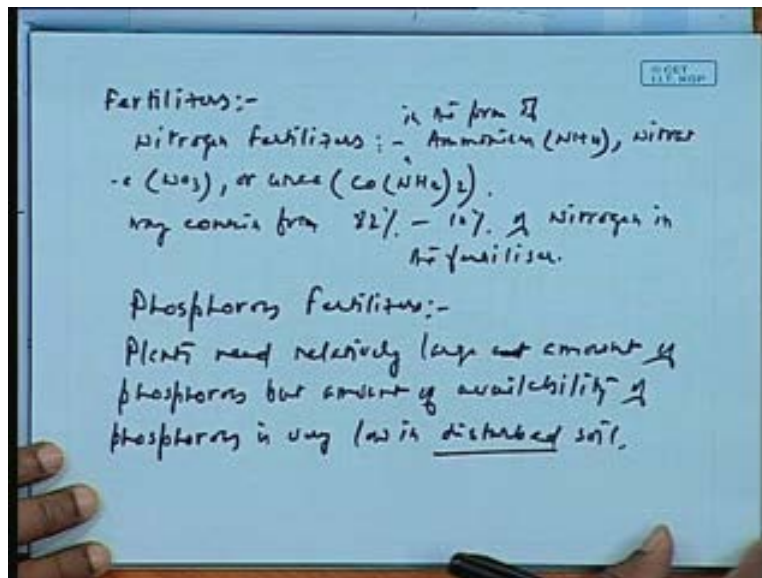 © CET
I.I.T. KGP
Fertilizers:-
in the form of
Nitrogen Fertilizers:- Ammonium (NH4), Nitrat
-e (NO3), or urea (CO(NH2)2).
may contain from 82% - 10% of Nitrogen in
the fertiliser.
Phosphorous Fertilizers:-
Plants need relatively large amount of
phosphorous but amount of availability of
phosphorous is very low in disturbed soil.